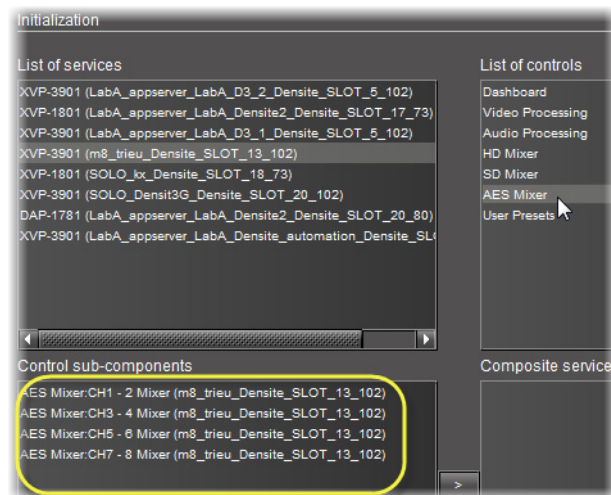 Initialization
List of services
XVP-3901 (LabA_appserver_LabA_D3_2_Densite_SLOT_5_102)
XVP-1801 (LabA_appserver_LabA_Densite2_Densite_SLOT_17_73)
XVP-3901 (LabA_appserver_LabA_D3_1_Densite_SLOT_5_102)
XVP-3901 (m8_trieu_Densite_SLOT_13_102)
XVP-1801 (SOLO_kx_Densite_SLOT_18_73)
XVP-3901 (SOLO_Densit3G_Densite_SLOT_20_102)
DAP-1781 (LabA_appserver_LabA_Densite2_Densite_SLOT_20_80)
XVP-3901 (LabA_appserver_LabA_Densite_automation_Densite_SL
List of controls
Dashboard
Video Processing
Audio Processing
HD Mixer
SD Mixer
AES Mixer
User Presets
Control sub-components
AES Mixer:CH1 - 2 Mixer (m8_trieu_Densite_SLOT_13_102)
AES Mixer:CH3 - 4 Mixer (m8_trieu_Densite_SLOT_13_102)
AES Mixer:CH5 - 6 Mixer (m8_trieu_Densite_SLOT_13_102)
AES Mixer:CH7 - 8 Mixer (m8_trieu_Densite_SLOT_13_102)
>
Composite service